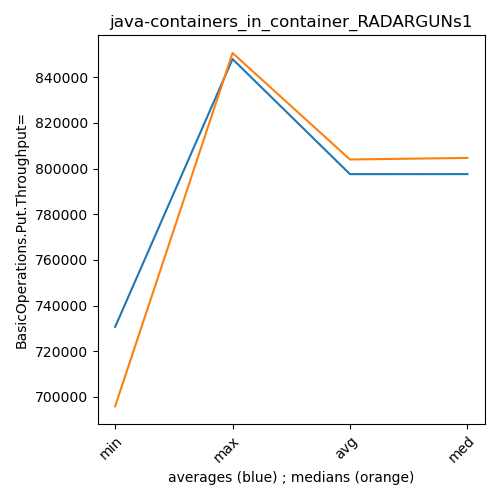 java-containers_in_container_RADARGUNs1
BasicOperations.Put.Throughput=
840000
820000
800000
780000
760000
740000
720000
700000
min
max
avg
med
averages (blue) ; medians (orange)